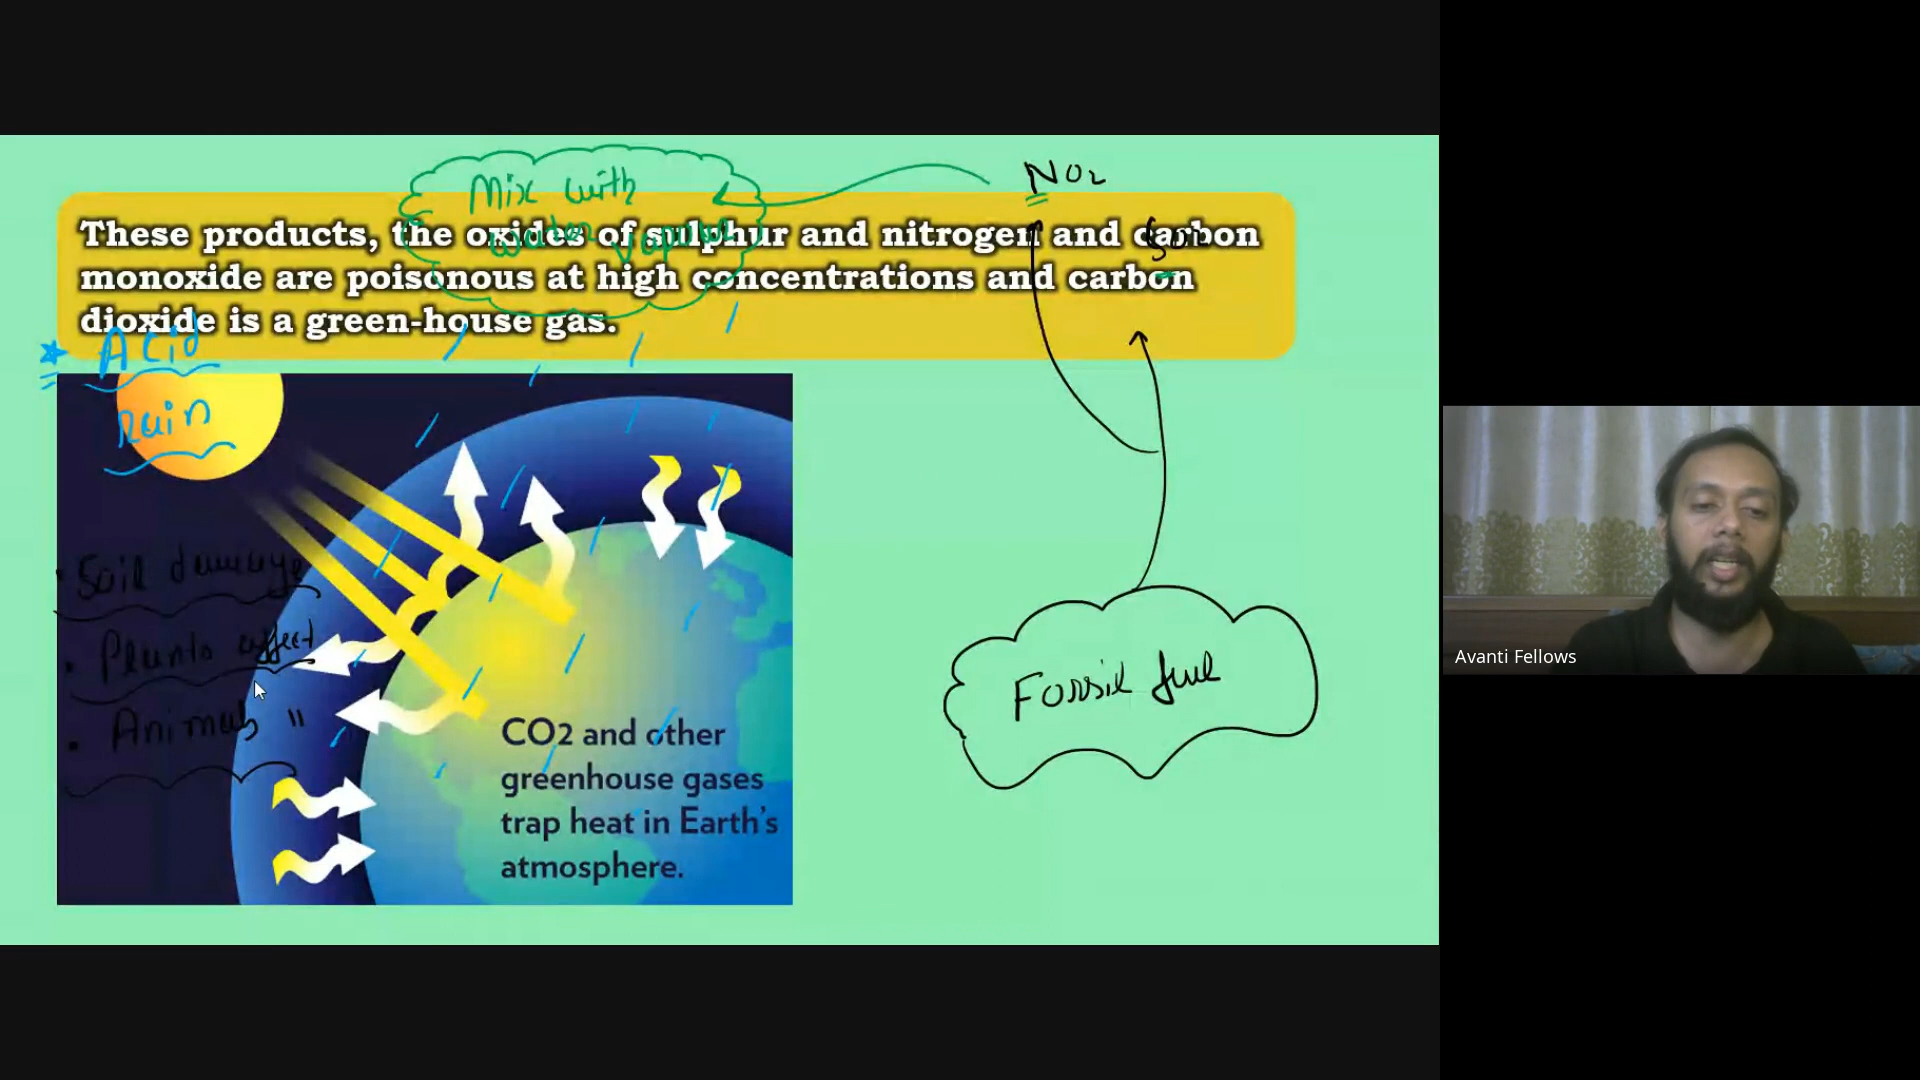 NO2
Mix with
water vapour
These products, the oxides of sulphur and nitrogen and carbon
monoxide are poisonous at high concentrations and carbon
dioxide is a green-house gas.
Acid
Rain
Soil damage
Plants affect
Animals "
Fossil fuel
CO2 and other
greenhouse gases
trap heat in Earth's
atmosphere.
Avanti Fellows